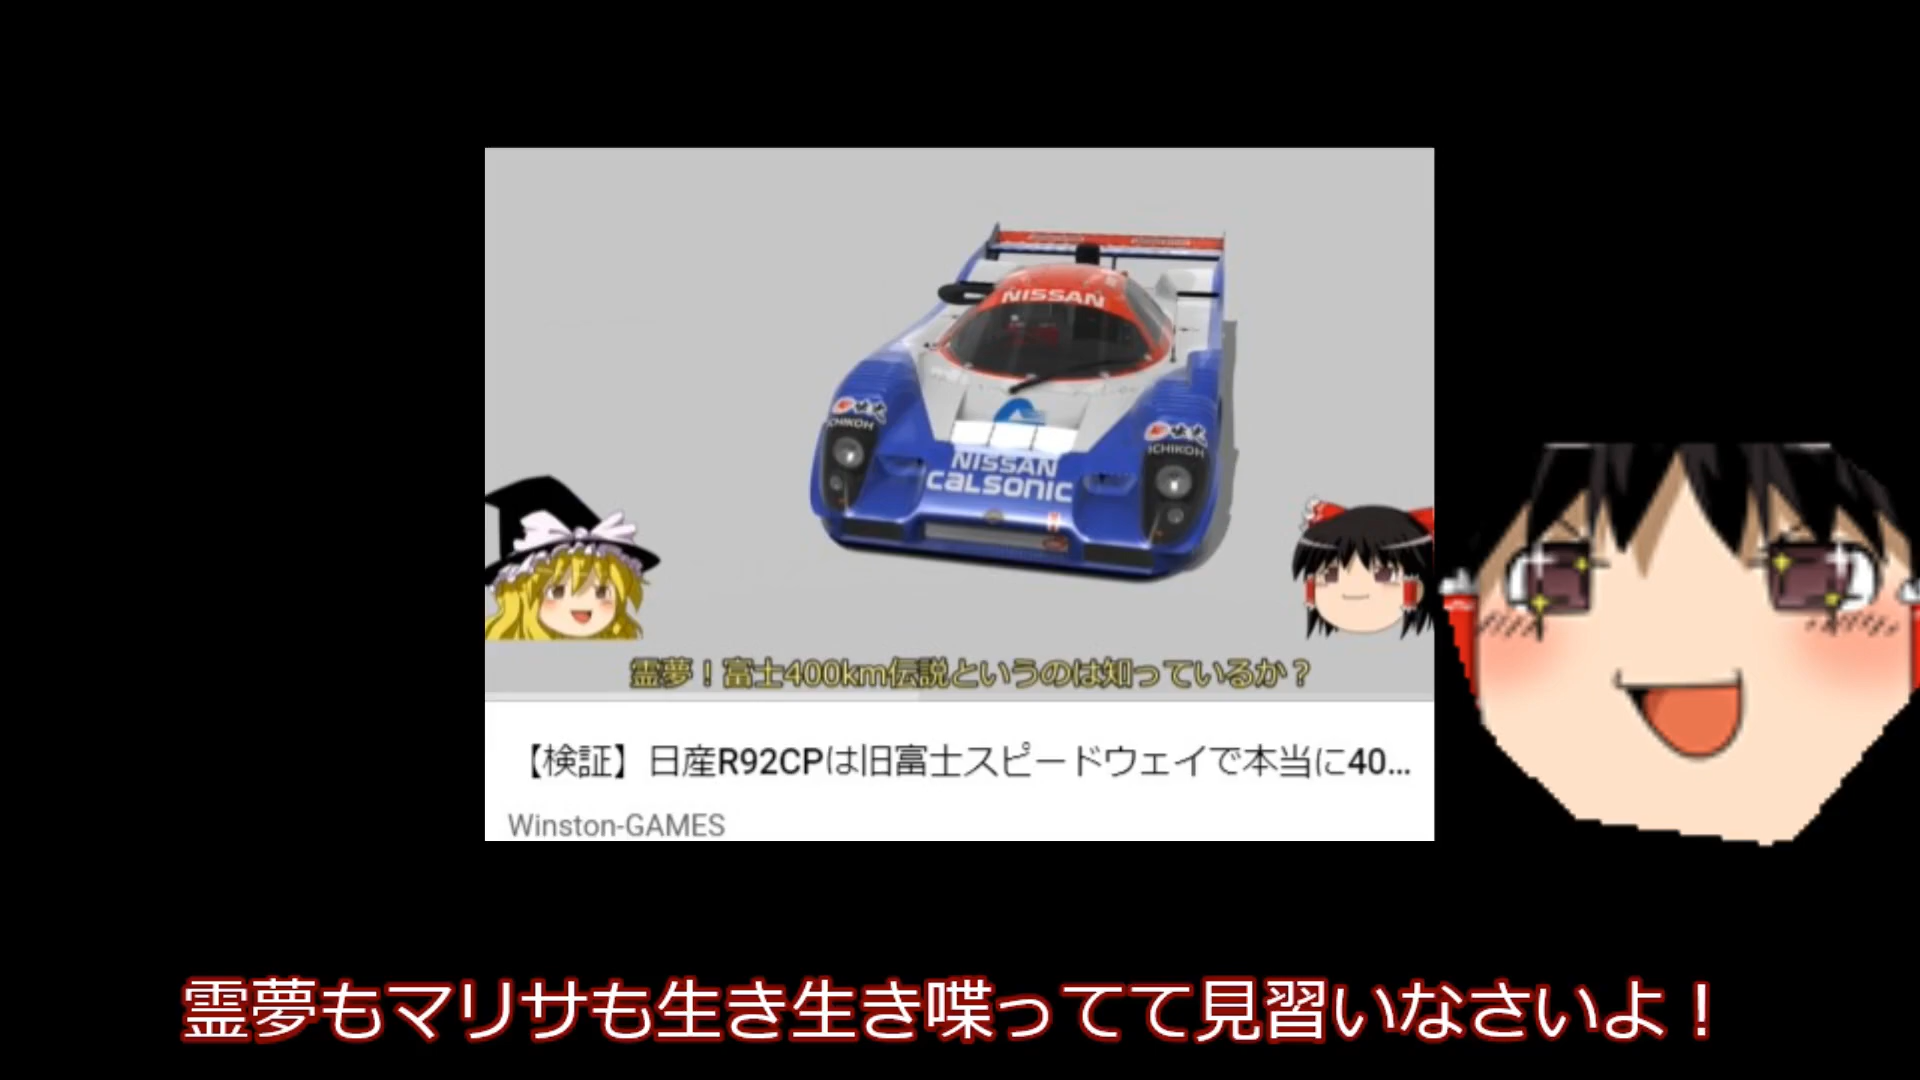 NISSAN
ICHIKOH
NISSAN
CALSONIC
霊夢！富士400km伝説というのは知っているか？
【検証】日産R92CPは旧富士スピードウェイで本当に40...
Winston-GAMES
霊夢もマリサも生き生き喋ってて見習いなさいよ！